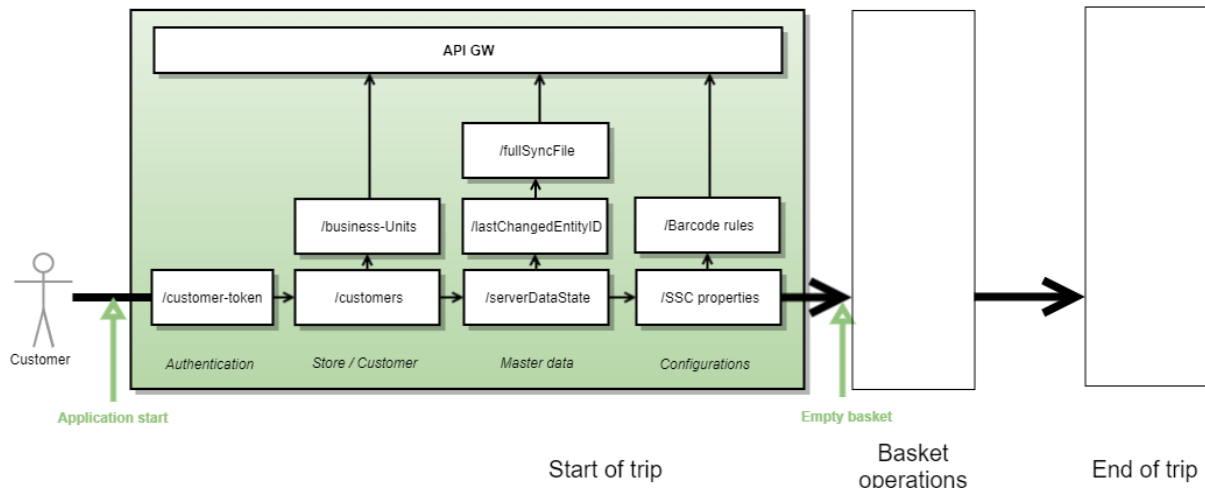 API GW
/fullSyncFile
/business-Units
/lastChangedEntityID
/Barcode rules
/customer-token
/customers
/serverDataState
/SSC properties
Customer
Authentication
Store / Customer
Master data
Configurations
Application start
Empty basket
Start of trip
Basket
operations
End of trip